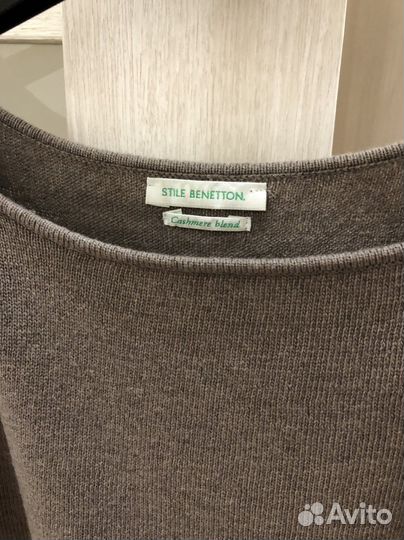 STILE BENETTON.
Cashmere blend
Avito